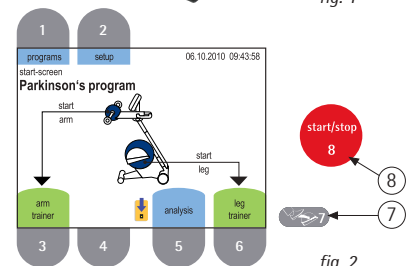 fig. 1
1 2
programs setup 06.10.2010 09:43:58
start-screen
Parkinson's program
start
arm
start
leg
start/stop
8
8
arm
trainer
analysis
leg
trainer
7
7
3 4 5 6
fig. 2